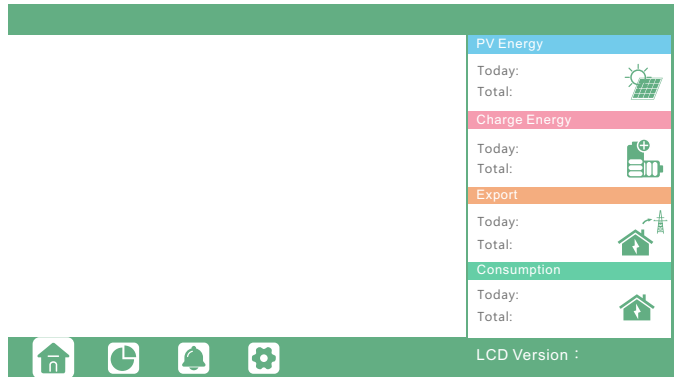 PV Energy
Today:
Total:
Charge Energy
Today:
Total:
Export
Today:
Total:
Consumption
Today:
Total:
LCD Version：